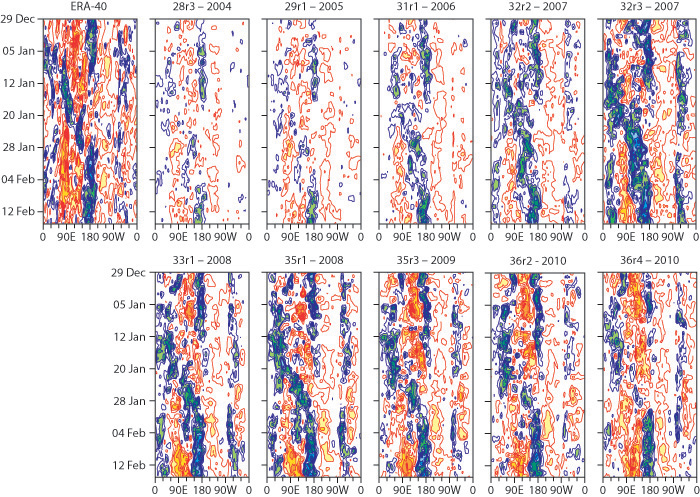 ERA-40 28r3 – 2004 29r1 – 2005 31r1 – 2006 32r2 – 2007 32r3 – 2007
29 Dec
05 Jan
12 Jan
20 Jan
28 Jan
04 Feb
12 Feb
0 90E 180 90W 0 0 90E 180 90W 0 0 90E 180 90W 0 0 90E 180 90W 0 0 90E 180 90W 0 0 90E 180 90W 0
33r1 – 2008 35r1 – 2008 35r3 – 2009 36r2 – 2010 36r4 – 2010
29 Dec
05 Jan
12 Jan
20 Jan
28 Jan
04 Feb
12 Feb
0 90E 180 90W 0 0 90E 180 90W 0 0 90E 180 90W 0 0 90E 180 90W 0 0 90E 180 90W 0